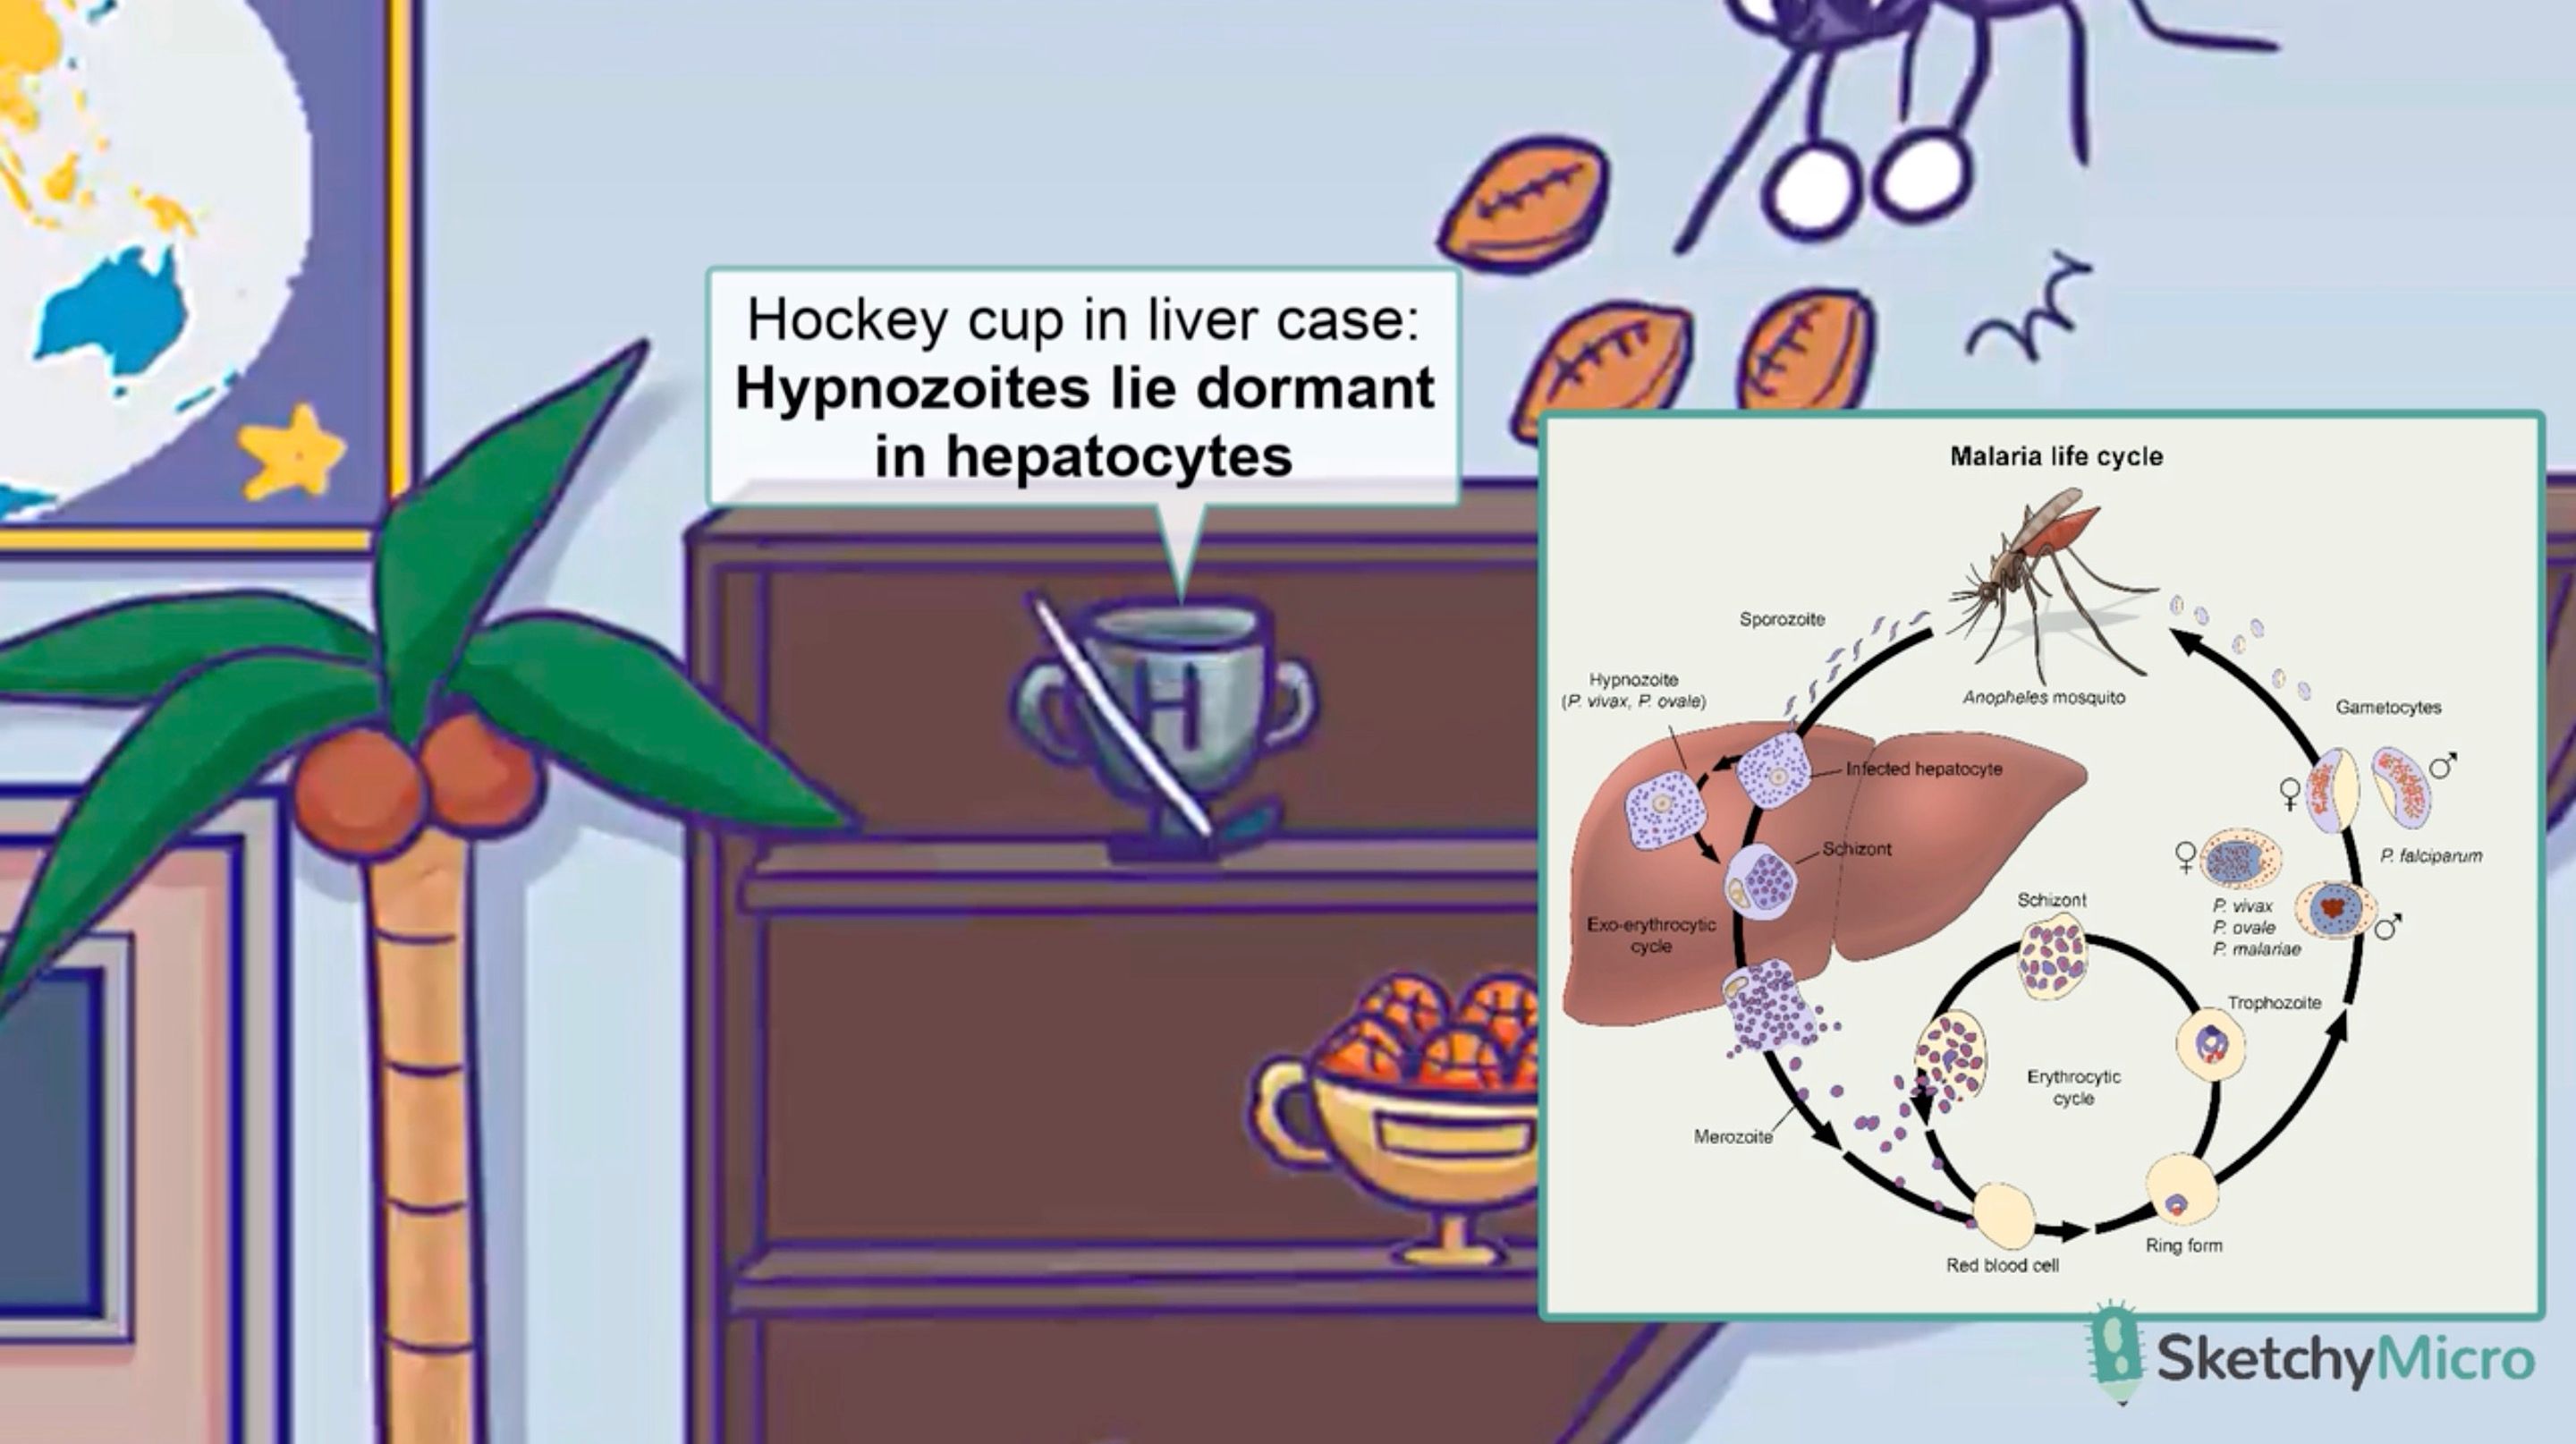 Hockey cup in liver case:
Hypnozoites lie dormant
in hepatocytes
H
Malaria life cycle
Sporozoite
Hypnozoite
(P. vivax, P. ovale)
Anopheles mosquito
Gametocytes
Infected hepatocyte
Schizont
P. falciparum
Exo-erythrocytic
cycle
Schizont
P. vivax
P. ovale
P. malariae
Trophozoite
Erythrocytic
cycle
Merozoite
Red blood cell
Ring form
SketchyMicro